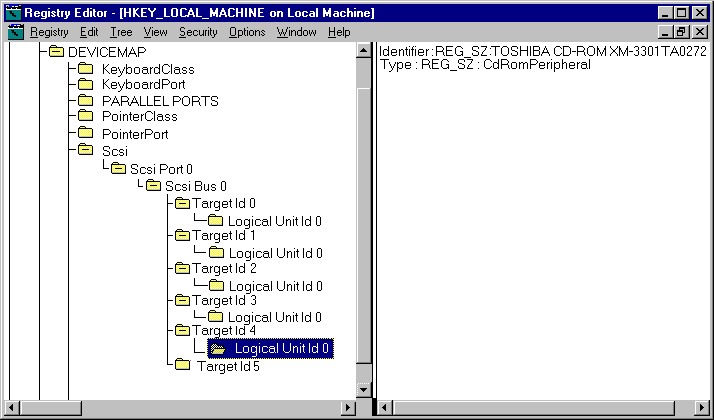 Registry Editor - [HKEY_LOCAL_MACHINE on Local Machine]
Registry Edit Tree View Security Options Window Help
DEVICEMAP
KeyboardClass
KeyboardPort
PARALLEL PORTS
PointerClass
PointerPort
Scsi
Scsi Port 0
Scsi Bus 0
Target Id 0
Logical Unit Id 0
Target Id 1
Logical Unit Id 0
Target Id 2
Logical Unit Id 0
Target Id 3
Logical Unit Id 0
Target Id 4
Logical Unit Id 0
Target Id 5
Identifier :REG_SZ:TOSHIBA CD-ROM XM-3301TA0272
Type : REG_SZ : CdRomPeripheral